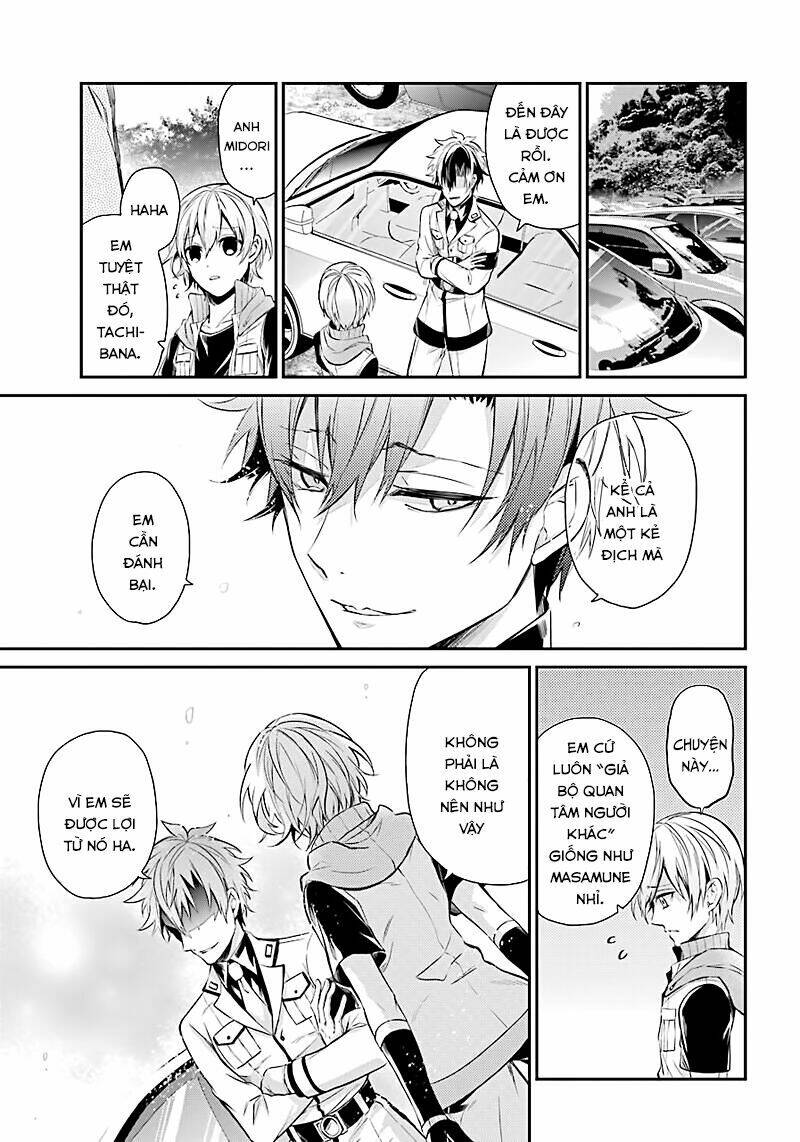 ĐẾN ĐÂY
LÀ ĐƯỢC
RỒI.
CẢM ƠN
EM.
ANH
MIDORI
...
HAHA
EM
TUYỆT
THẬT
ĐÓ,
TACHI-
BANA.
KỂ CẢ
ANH LÀ
MỘT KẺ
ĐỊCH MÀ
EM
CẦN ĐÁNH
BẠI.
CHUYỆN
NÀY...
EM CỨ
LUÔN “GIẢ
BỘ QUAN
TÂM NGƯỜI
KHÁC”
GIỐNG NHƯ
MASAMUNE
NHỈ.
KHÔNG
PHẢI LÀ
KHÔNG
NÊN NHƯ
VẬY
VÌ EM SẼ
ĐƯỢC LỢI
TỪ NÓ HA.